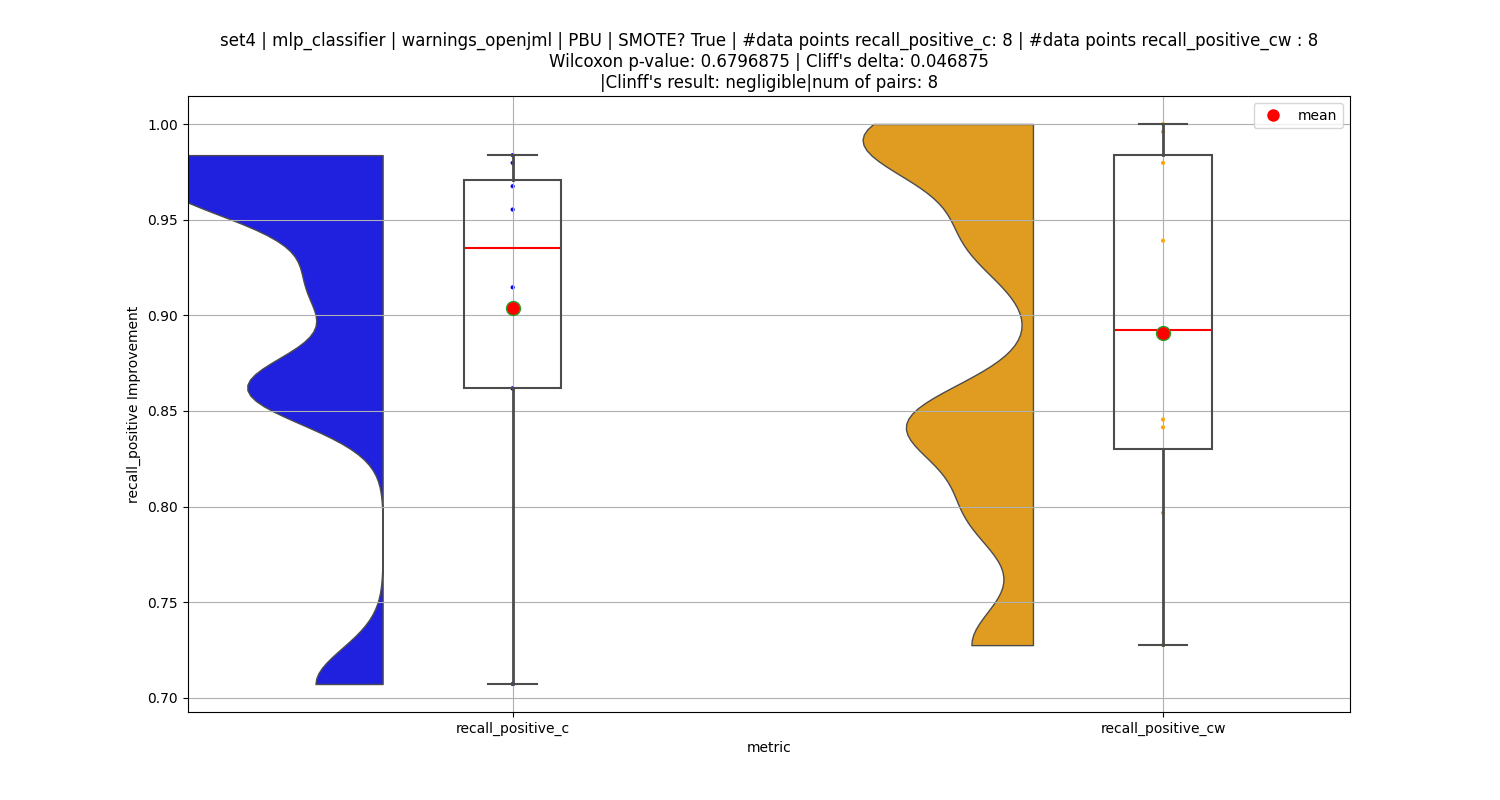 set4 | mlp_classifier | warnings_openjml | PBU | SMOTE? True | #data points recall_positive_c: 8 | #data points recall_positive_cw : 8
Wilcoxon p-value: 0.6796875 | Cliff's delta: 0.046875
|Clinff's result: negligible|num of pairs: 8
mean
1.00
0.95
0.90
0.85
0.80
0.75
0.70
recall_positive Improvement
recall_positive_c
recall_positive_cw
metric